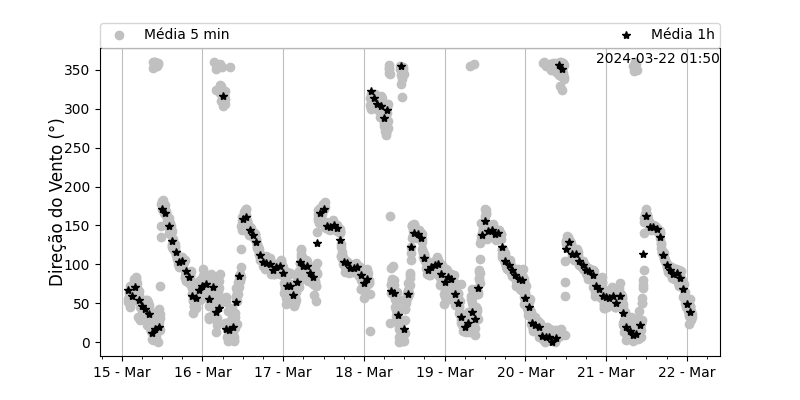 Média 5 min
Média 1h
2024-03-22 01:50
Direção do Vento (°)
350
300
250
200
150
100
50
0
15 - Mar
16 - Mar
17 - Mar
18 - Mar
19 - Mar
20 - Mar
21 - Mar
22 - Mar